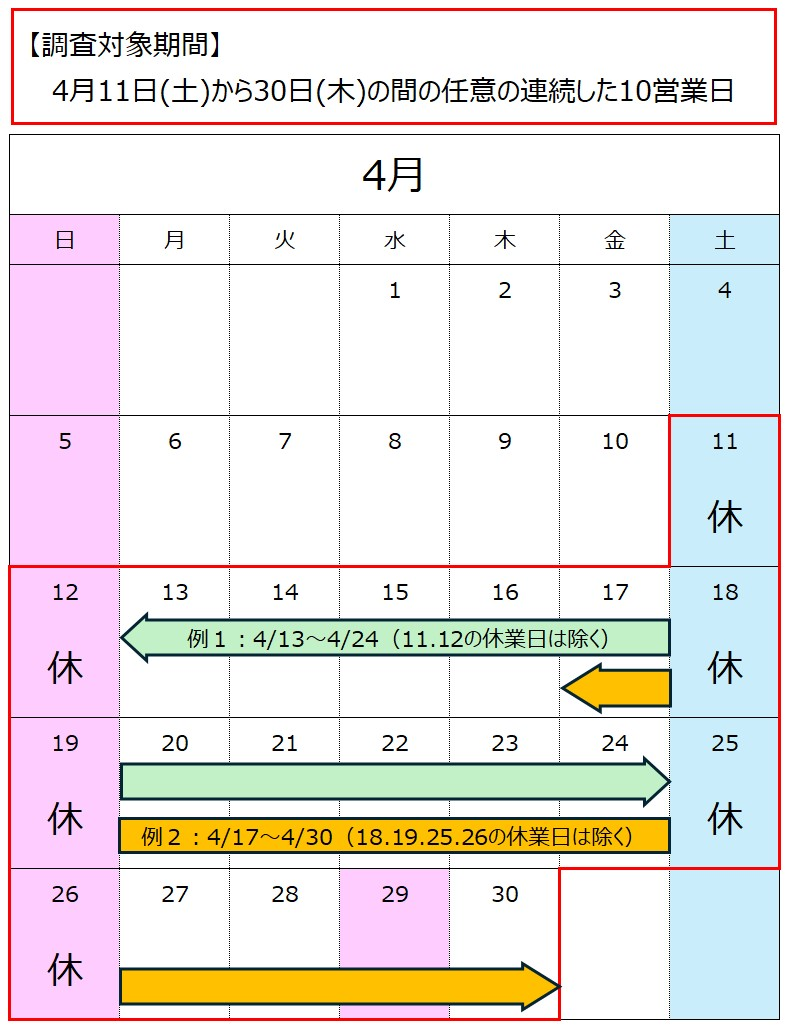 【調査対象期間】
4月11日(土)から30日(木)の間の任意の連続した10営業日
4月
日 月 火 水 木 金 土
1 2 3 4
5 6 7 8 9 10 11
休
12 13 14 15 16 17 18
例１：4/13～4/24（11.12の休業日は除く）
休 休
19 20 21 22 23 24 25
休 休
例２：4/17～4/30（18.19.25.26の休業日は除く）
26 27 28 29 30
休